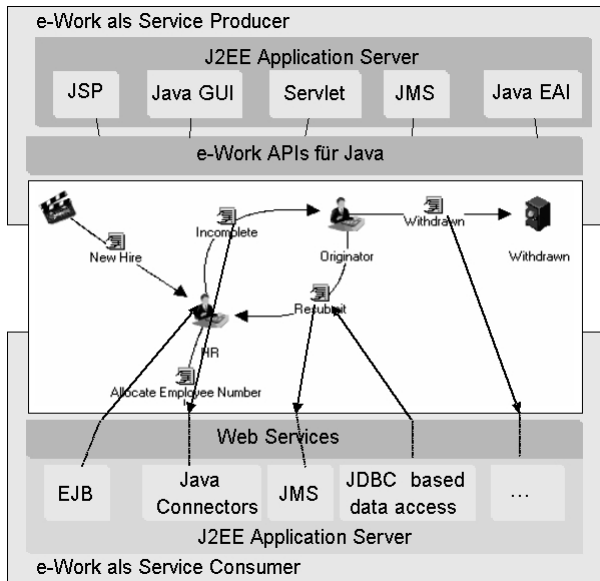 e-Work als Service Producer
J2EE Application Server
JSP
Java GUI
Servlet
JMS
Java EAI
e-Work APIs für Java
New Hire
Incomplete
Originator
Withdrawn
Withdrawn
Resubmit
HR
Allocate Employee Number
Web Services
EJB
Java
Connectors
JMS
JDBC based
data access
...
J2EE Application Server
e-Work als Service Consumer